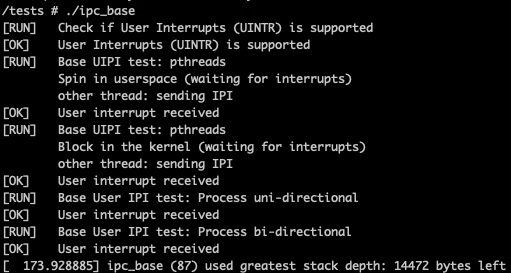 /tests # ./ipc_base
[RUN]   Check if User Interrupts (UINTR) is supported
[OK]    User Interrupts (UINTR) is supported
[RUN]   Base UIPI test: pthreads
        Spin in userspace (waiting for interrupts)
        other thread: sending IPI
[OK]    User interrupt received
[RUN]   Base UIPI test: pthreads
        Block in the kernel (waiting for interrupts)
        other thread: sending IPI
[OK]    User interrupt received
[RUN]   Base User IPI test: Process uni-directional
[OK]    User interrupt received
[RUN]   Base User IPI test: Process bi-directional
[OK]    User interrupt received
[  173.928885] ipc_base (87) used greatest stack depth: 14472 bytes left